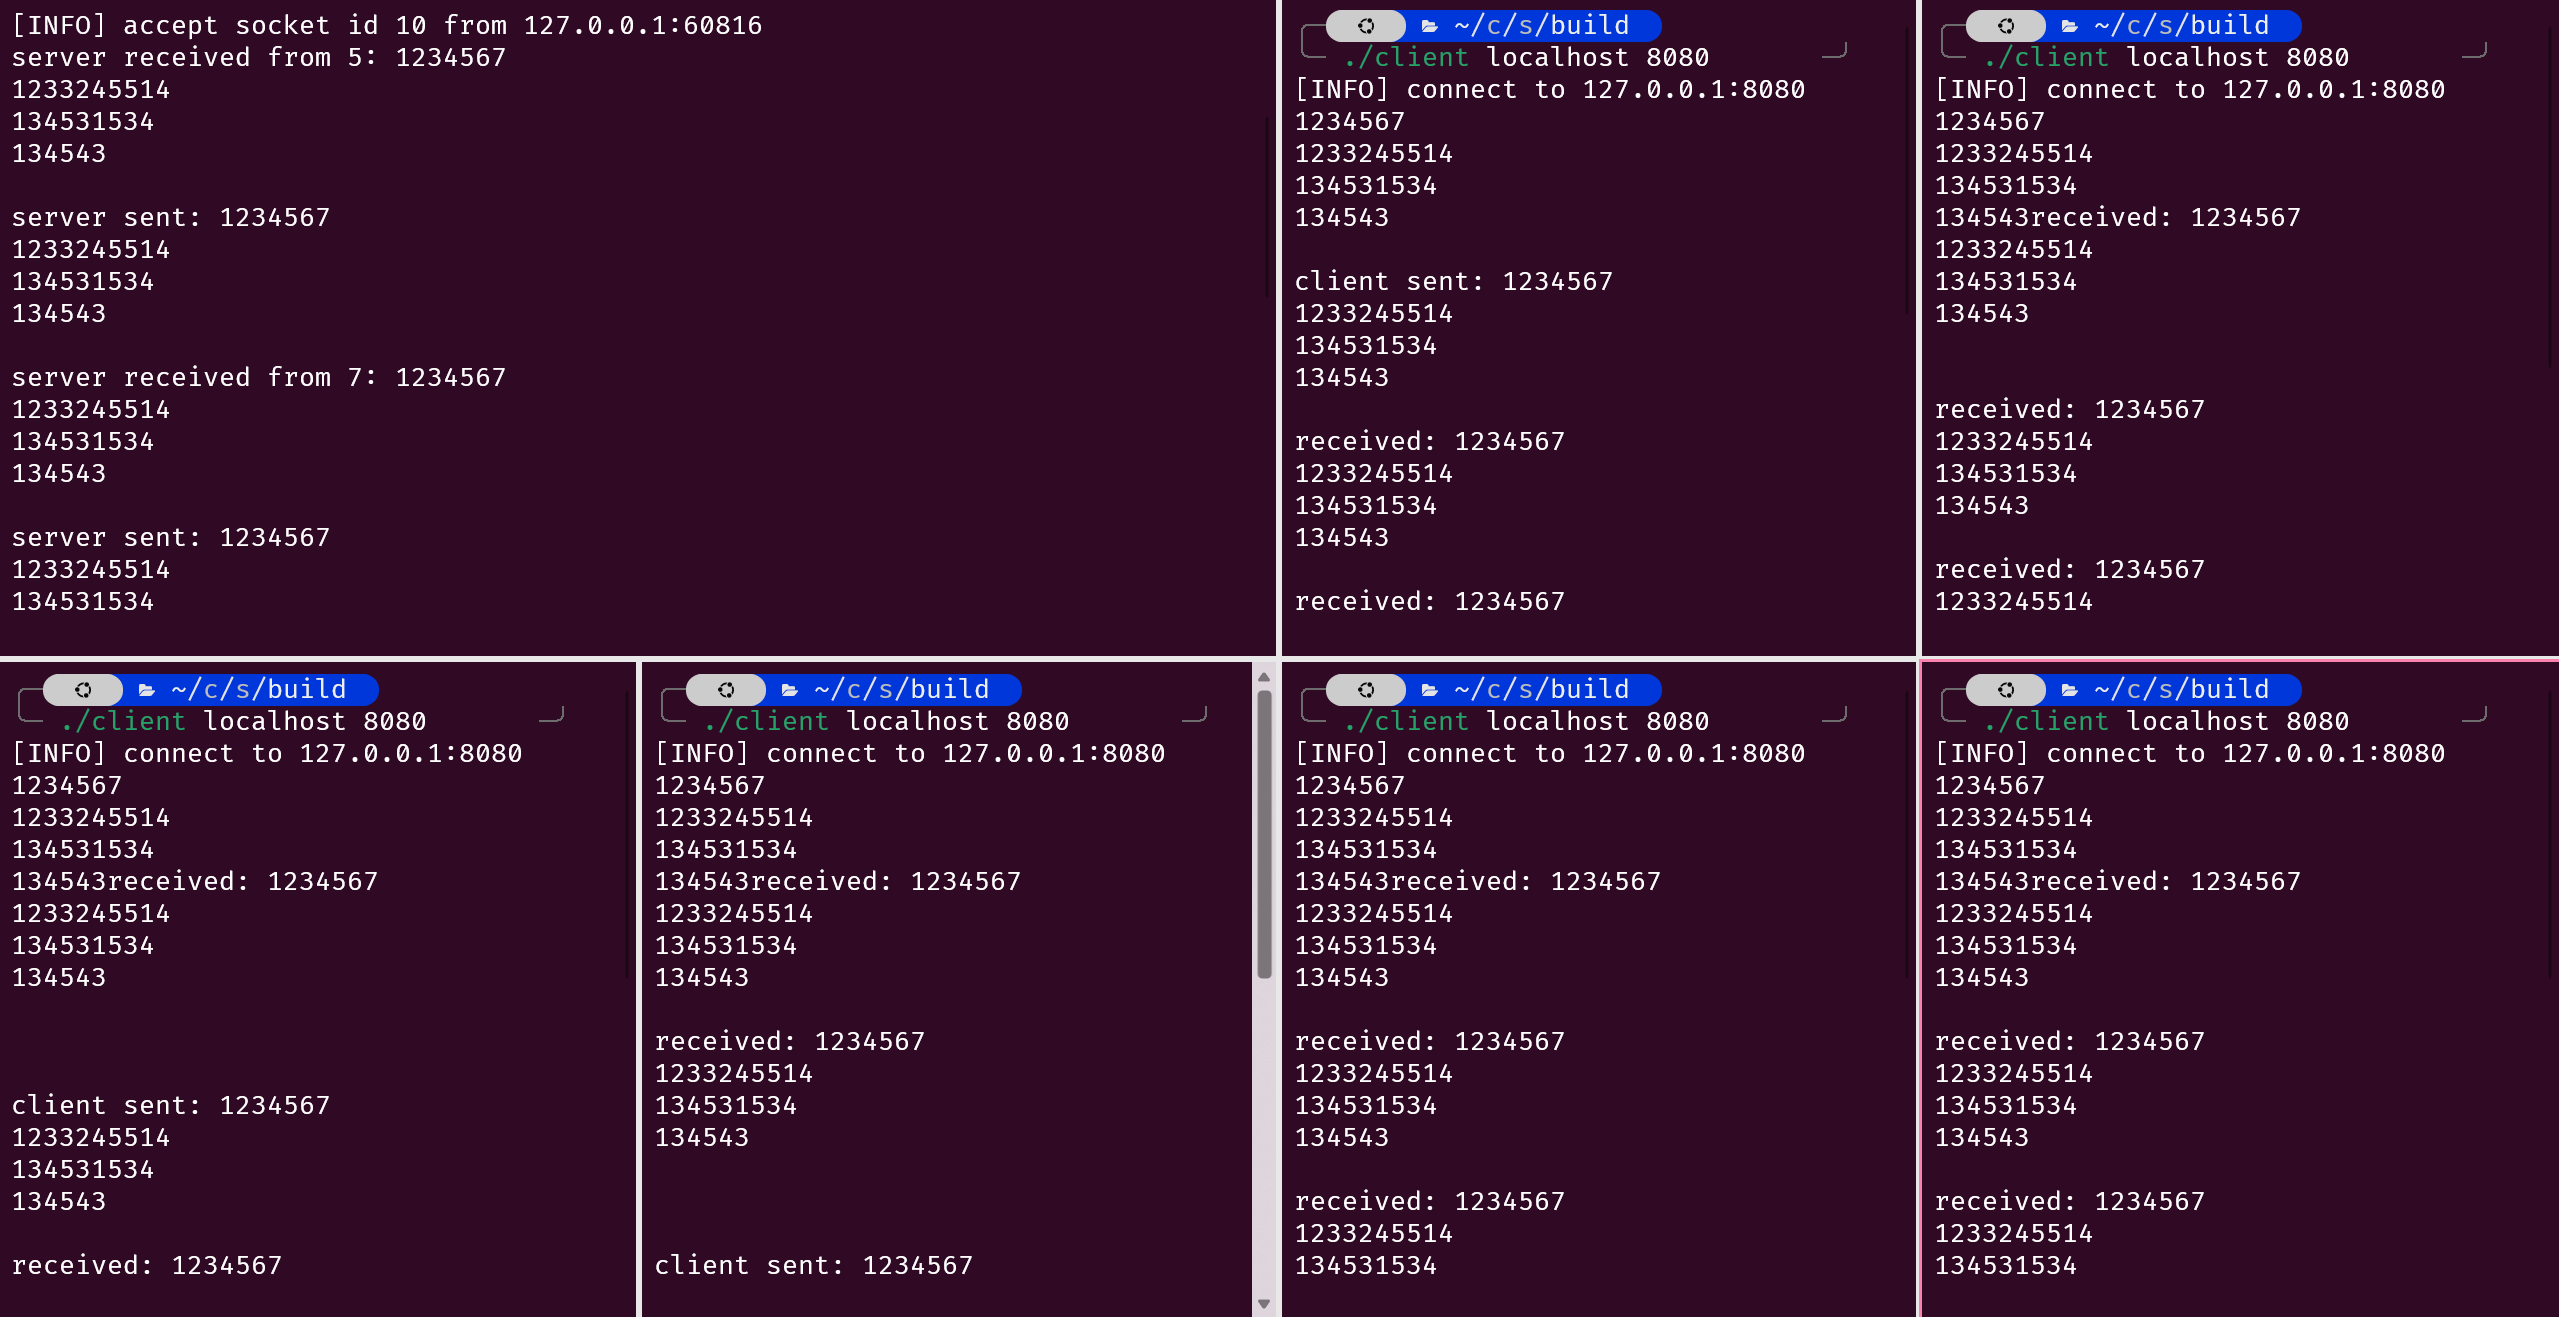 [INFO] accept socket id 10 from 127.0.0.1:60816
server received from 5: 1234567
1233245514
134531534
134543
server sent: 1234567
1233245514
134531534
134543
server received from 7: 1234567
1233245514
134531534
134543
server sent: 1234567
1233245514
134531534
~/c/s/build
./client localhost 8080
[INFO] connect to 127.0.0.1:8080
1234567
1233245514
134531534
134543
client sent: 1234567
1233245514
134531534
134543
received: 1234567
1233245514
134531534
134543
received: 1234567
~/c/s/build
./client localhost 8080
[INFO] connect to 127.0.0.1:8080
1234567
1233245514
134531534
134543received: 1234567
1233245514
134531534
134543
received: 1234567
1233245514
134531534
134543
received: 1234567
1233245514
~/c/s/build
./client localhost 8080
[INFO] connect to 127.0.0.1:8080
1234567
1233245514
134531534
134543received: 1234567
1233245514
134531534
134543
client sent: 1234567
1233245514
134531534
134543
received: 1234567
~/c/s/build
./client localhost 8080
[INFO] connect to 127.0.0.1:8080
1234567
1233245514
134531534
134543received: 1234567
1233245514
134531534
134543
received: 1234567
1233245514
134531534
134543
client sent: 1234567
~/c/s/build
./client localhost 8080
[INFO] connect to 127.0.0.1:8080
1234567
1233245514
134531534
134543received: 1234567
1233245514
134531534
134543
received: 1234567
1233245514
134531534
134543
received: 1234567
1233245514
134531534
~/c/s/build
./client localhost 8080
[INFO] connect to 127.0.0.1:8080
1234567
1233245514
134531534
134543received: 1234567
1233245514
134531534
134543
received: 1234567
1233245514
134531534
134543
received: 1234567
1233245514
134531534